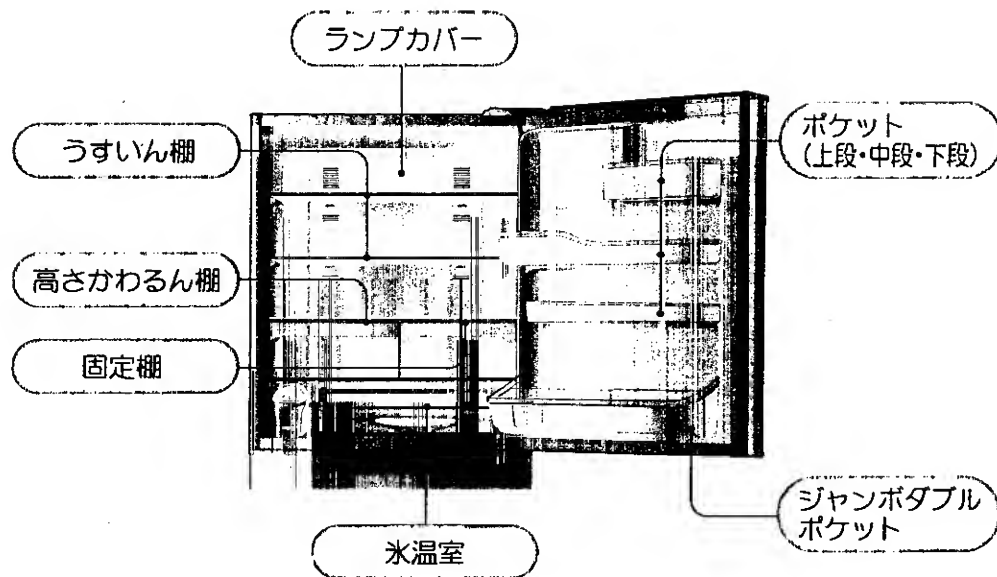 ランプカバー
うすいん棚
ポケット
(上段・中段・下段)
高さかわるん棚
固定棚
ジャンボダブル
ポケット
氷温室